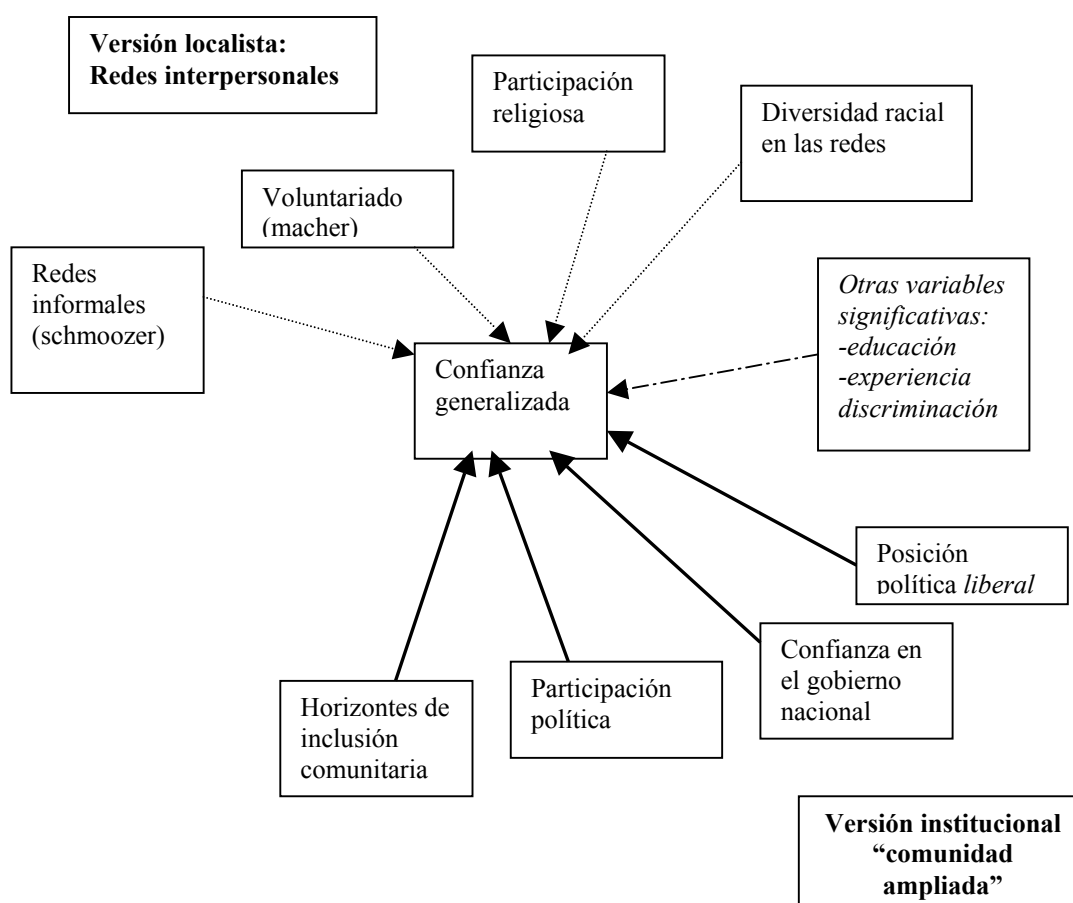 Versión localista:
Redes interpersonales
Participación
religiosa
Diversidad racial
en las redes
Voluntariado
(macher)
Redes
informales
(schmoozer)
Otras variables
significativas:
-educación
-experiencia
discriminación
Confianza
generalizada
Posición
política liberal
Confianza en
el gobierno
nacional
Participación
política
Horizontes de
inclusión
comunitaria
Versión institucional
“comunidad
ampliada”